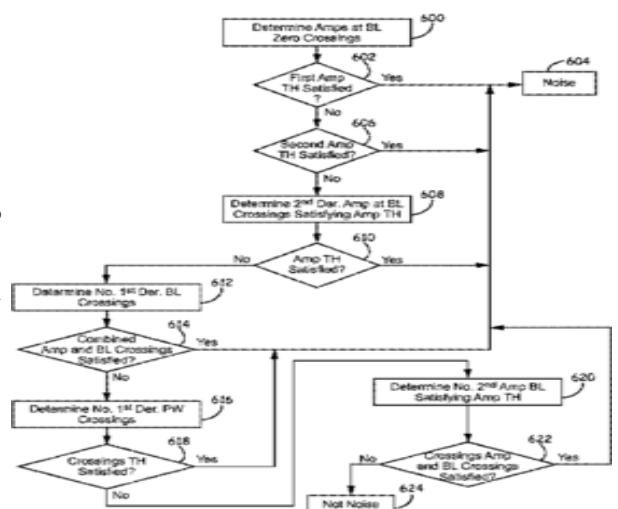 600
Determine Amps at BL
Zero Crossings
602
First Amp
TH Satisfied
?
Yes
No
604
Noise
606
Second Amp
TH Satisfied?
Yes
No
608
Determine 2nd Der. Amp at BL
Crossings Satisfying Amp TH
610
Amp TH
Satisfied?
No
Yes
612
Determine No. 1st Der. BL
Crossings
614
Combined
Amp and BL Crossings
Satisfied?
Yes
No
616
Determine No. 1st Der. PW
Crossings
618
Crossings TH
Satisfied?
Yes
No
620
Determine No. 2nd Amp BL
Satisfying Amp TH
622
Crossings Amp
and BL Crossings
Satisfied?
No
Yes
624
Not Noise